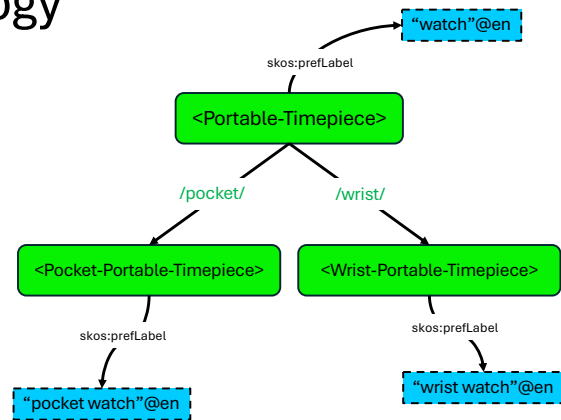 ogy
“watch”@en
skos:prefLabel
<Portable-Timepiece>
/pocket/
/wrist/
<Pocket-Portable-Timepiece>
<Wrist-Portable-Timepiece>
skos:prefLabel
skos:prefLabel
“pocket watch”@en
“wrist watch”@en